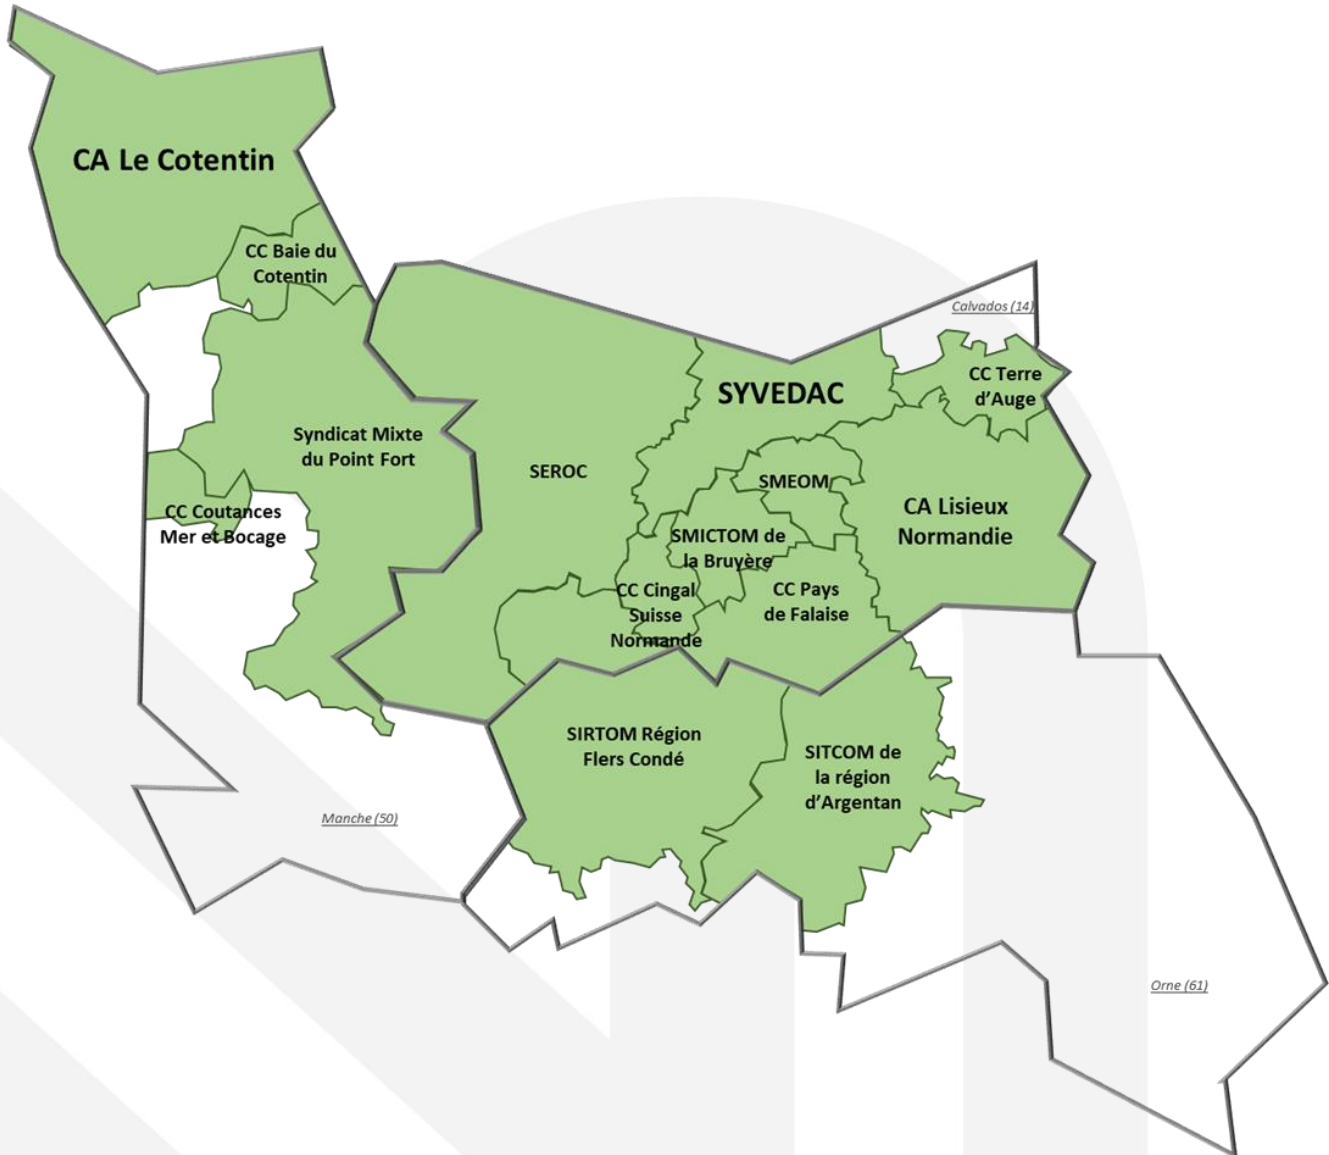 CA Le Cotentin
CC Baie du
Cotentin
Calvados (14)
CC Terre
d’Auge
SYVEDAC
Syndicat Mixte
du Point Fort
SEROC
SMEOM
CA Lisieux
Normandie
CC Coutances
Mer et Bocage
SMICTOM de
la Bruyère
CC Cingal
Suisse
Normande
CC Pays
de Falaise
SIRTOM Région
Flers Condé
SITCOM de
la région
d’Argentan
Manche (50)
Orne (61)